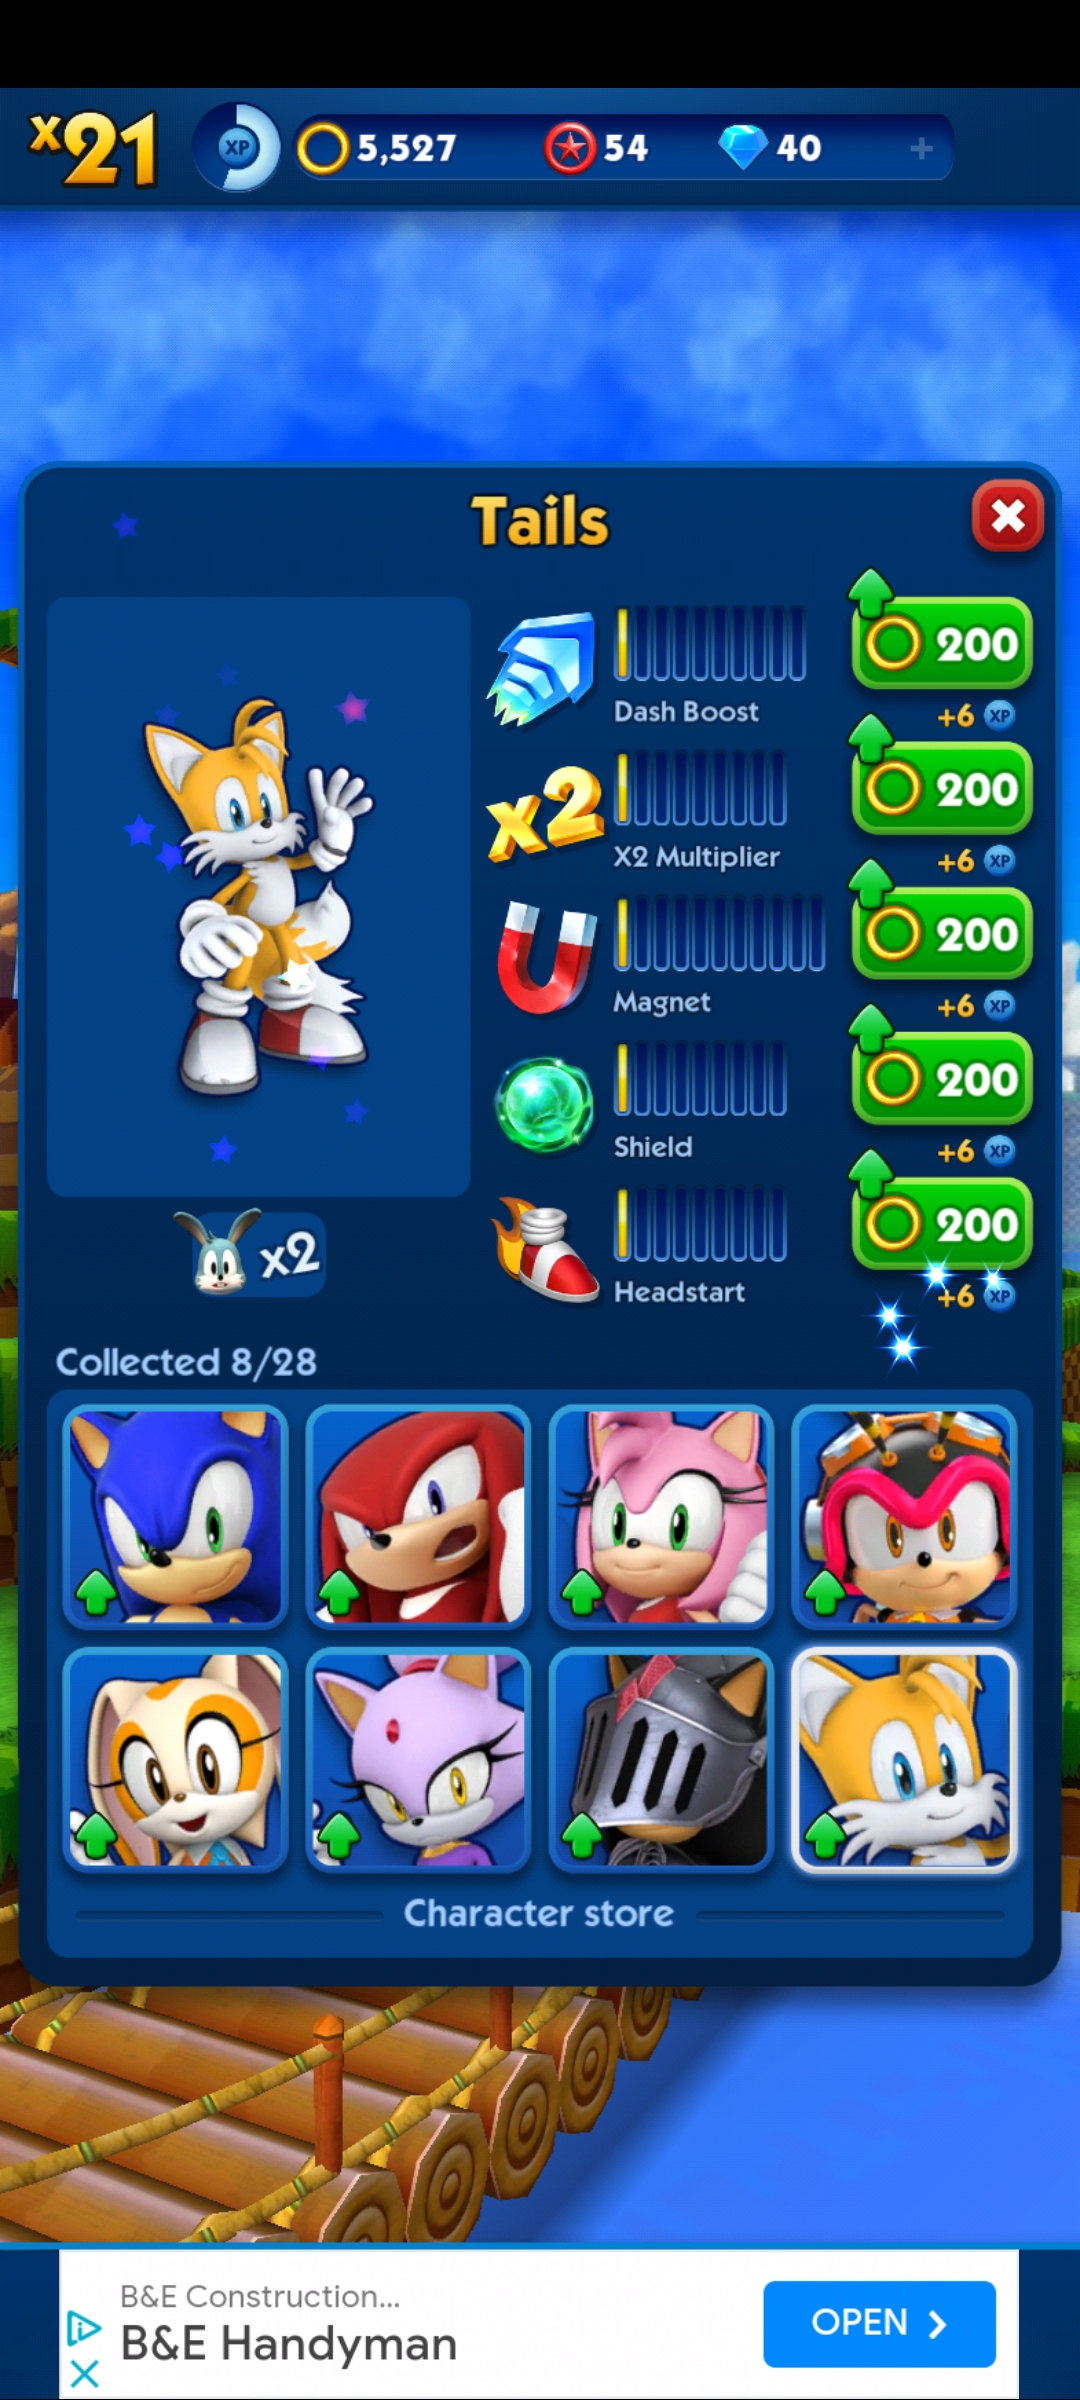 x21
XP
5,527
54
40
+
Tails
200
Dash Boost
+6 XP
x2
200
X2 Multiplier
+6 XP
200
Magnet
+6 XP
200
Shield
+6 XP
x2
200
Headstart
+6 XP
Collected 8/28
Character store
B&E Construction...
B&E Handyman
OPEN